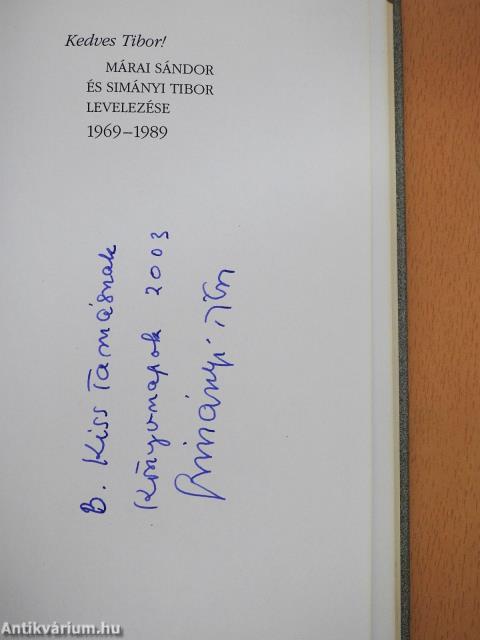 Kedves Tibor!
MÁRAI SÁNDOR
ÉS SIMÁNYI TIBOR
LEVELEZÉSE
1969–1989
B. Kiss Tamásnak
Könyvnapok 2003
Simányi Tibor
Antikvárium.hu